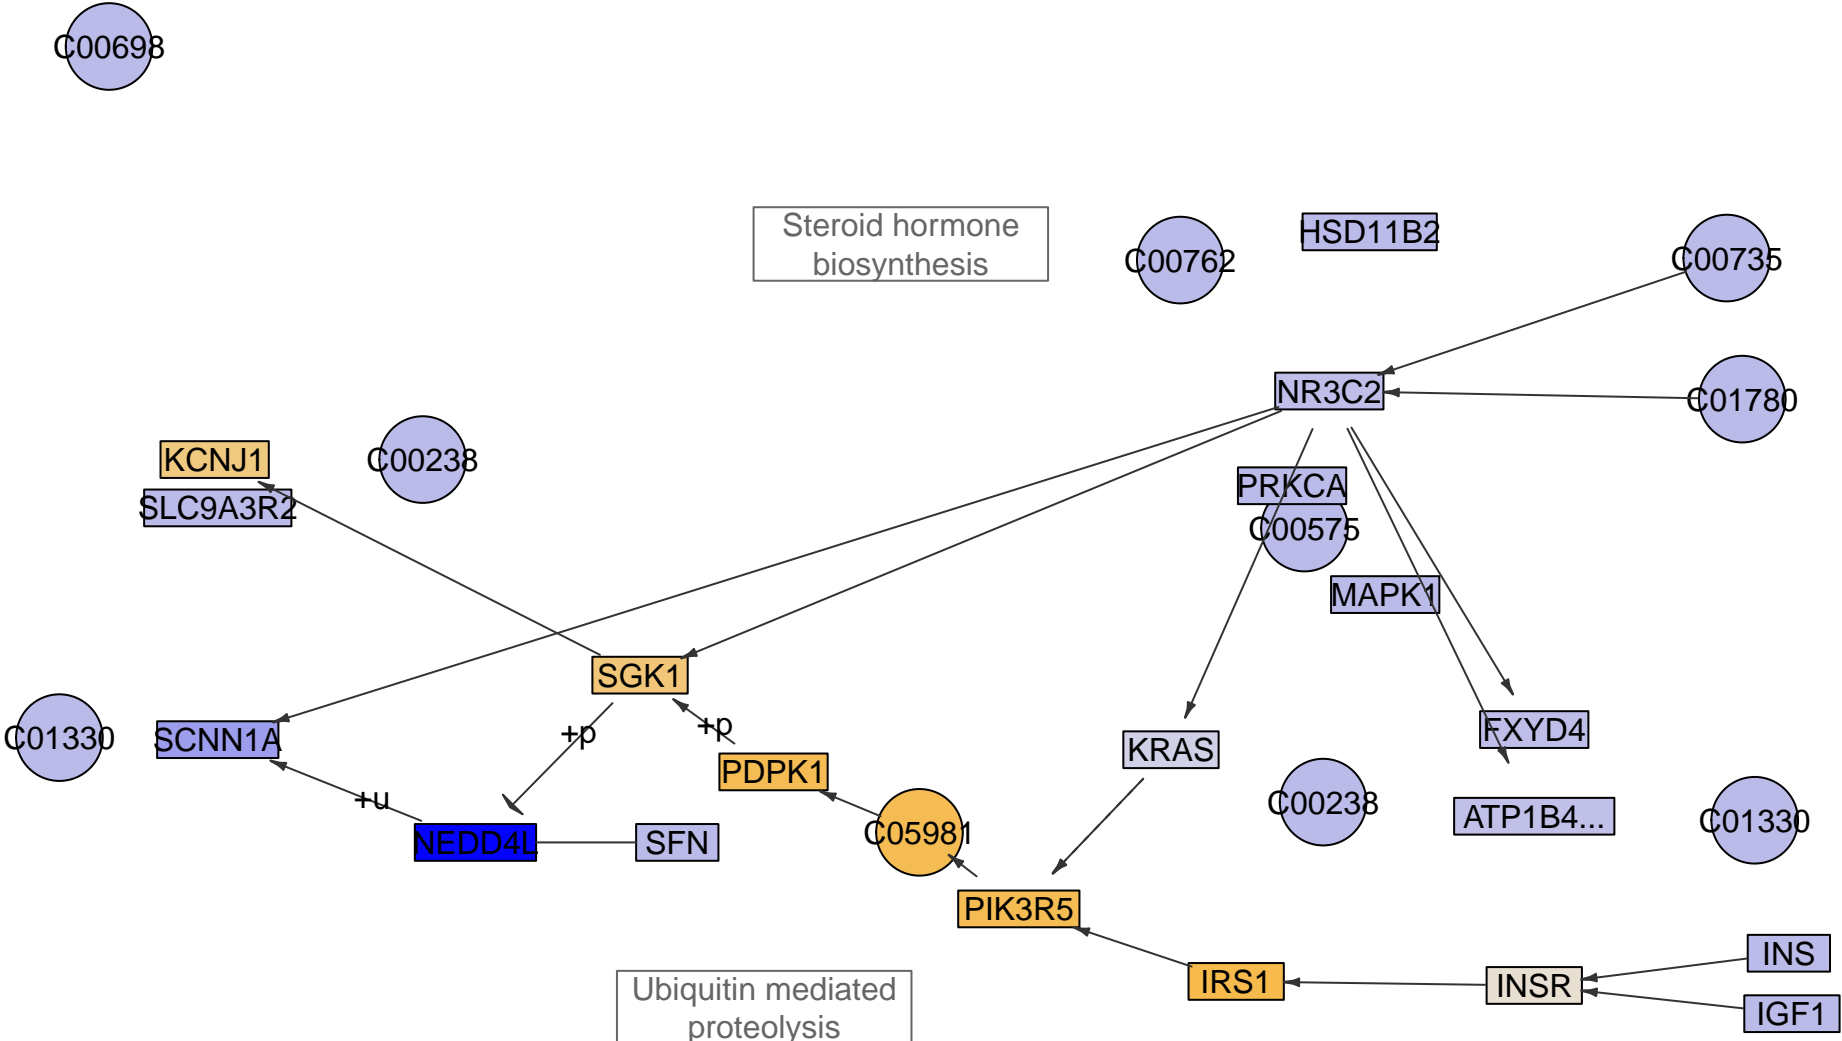 C00698
Steroid hormone
biosynthesis
C00762
HSD11B2
C00735
NR3C2
C01780
KCNJ1
C00238
SLC9A3R2
PRKCA
C00575
MAPK1
SGK1
C01330
SCNN1A
+p
+p
FXYD4
KRAS
PDPK1
+u
C00238
ATP1B4...
C01330
NEDD4L
SFN
C05981
PIK3R5
INS
IRS1
INSR
Ubiquitin mediated
proteolysis
IGF1